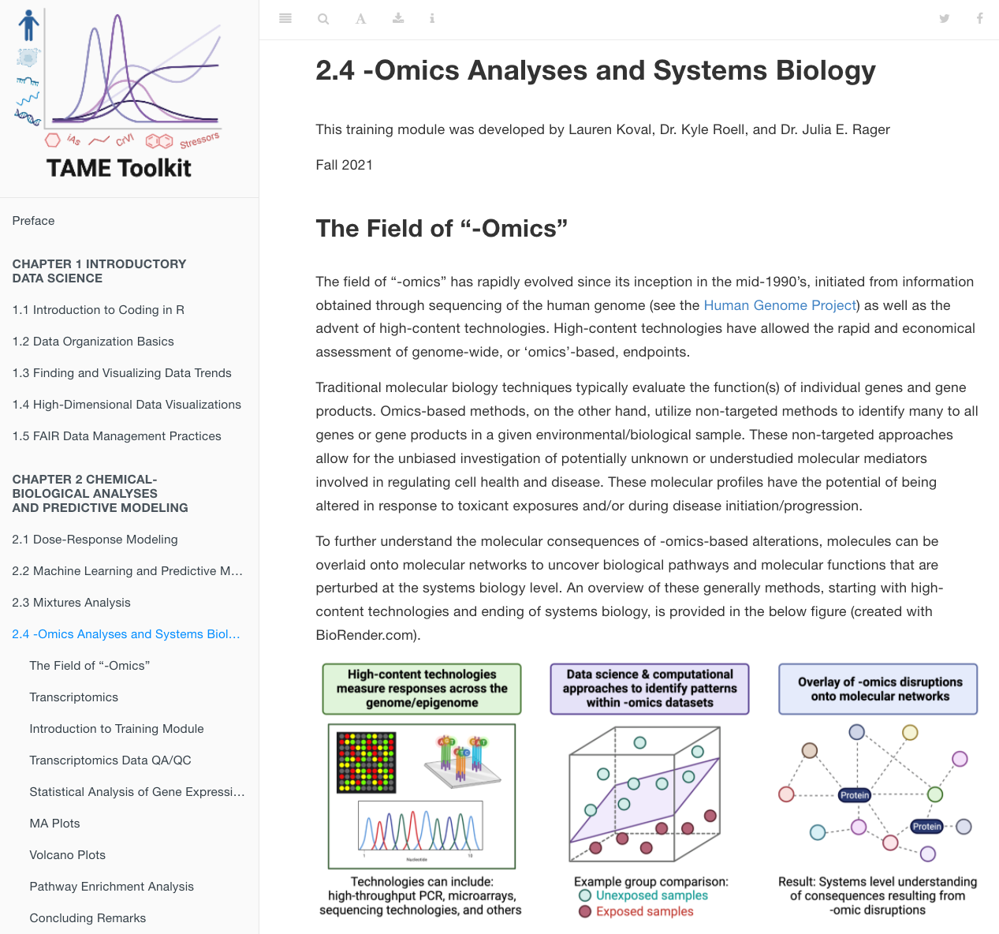 iAs
CrVI
Stressors
TAME Toolkit
Preface
CHAPTER 1 INTRODUCTORY
DATA SCIENCE
1.1 Introduction to Coding in R
1.2 Data Organization Basics
1.3 Finding and Visualizing Data Trends
1.4 High-Dimensional Data Visualizations
1.5 FAIR Data Management Practices
CHAPTER 2 CHEMICAL-
BIOLOGICAL ANALYSES
AND PREDICTIVE MODELING
2.1 Dose-Response Modeling
2.2 Machine Learning and Predictive M…
2.3 Mixtures Analysis
2.4 -Omics Analyses and Systems Biol…
The Field of “-Omics”
Transcriptomics
Introduction to Training Module
Transcriptomics Data QA/QC
Statistical Analysis of Gene Expressi…
MA Plots
Volcano Plots
Pathway Enrichment Analysis
Concluding Remarks
2.4 -Omics Analyses and Systems Biology
This training module was developed by Lauren Koval, Dr. Kyle Roell, and Dr. Julia E. Rager
Fall 2021
The Field of “-Omics”
The field of “-omics” has rapidly evolved since its inception in the mid-1990’s, initiated from information
obtained through sequencing of the human genome (see the Human Genome Project) as well as the
advent of high-content technologies. High-content technologies have allowed the rapid and economical
assessment of genome-wide, or ‘omics’-based, endpoints.
Traditional molecular biology techniques typically evaluate the function(s) of individual genes and gene
products. Omics-based methods, on the other hand, utilize non-targeted methods to identify many to all
genes or gene products in a given environmental/biological sample. These non-targeted approaches
allow for the unbiased investigation of potentially unknown or understudied molecular mediators
involved in regulating cell health and disease. These molecular profiles have the potential of being
altered in response to toxicant exposures and/or during disease initiation/progression.
To further understand the molecular consequences of -omics-based alterations, molecules can be
overlaid onto molecular networks to uncover biological pathways and molecular functions that are
perturbed at the systems biology level. An overview of these generally methods, starting with high-
content technologies and ending of systems biology, is provided in the below figure (created with
BioRender.com).
High-content technologies
measure responses across the
genome/epigenome
1
18
Nucleotide
Technologies can include:
high-throughput PCR, microarrays,
sequencing technologies, and others
Data science & computational
approaches to identify patterns
within -omics datasets
Example group comparison:
Unexposed samples
Exposed samples
Overlay of -omics disruptions
onto molecular networks
Protein
Protein
Result: Systems level understanding
of consequences resulting from
-omic disruptions